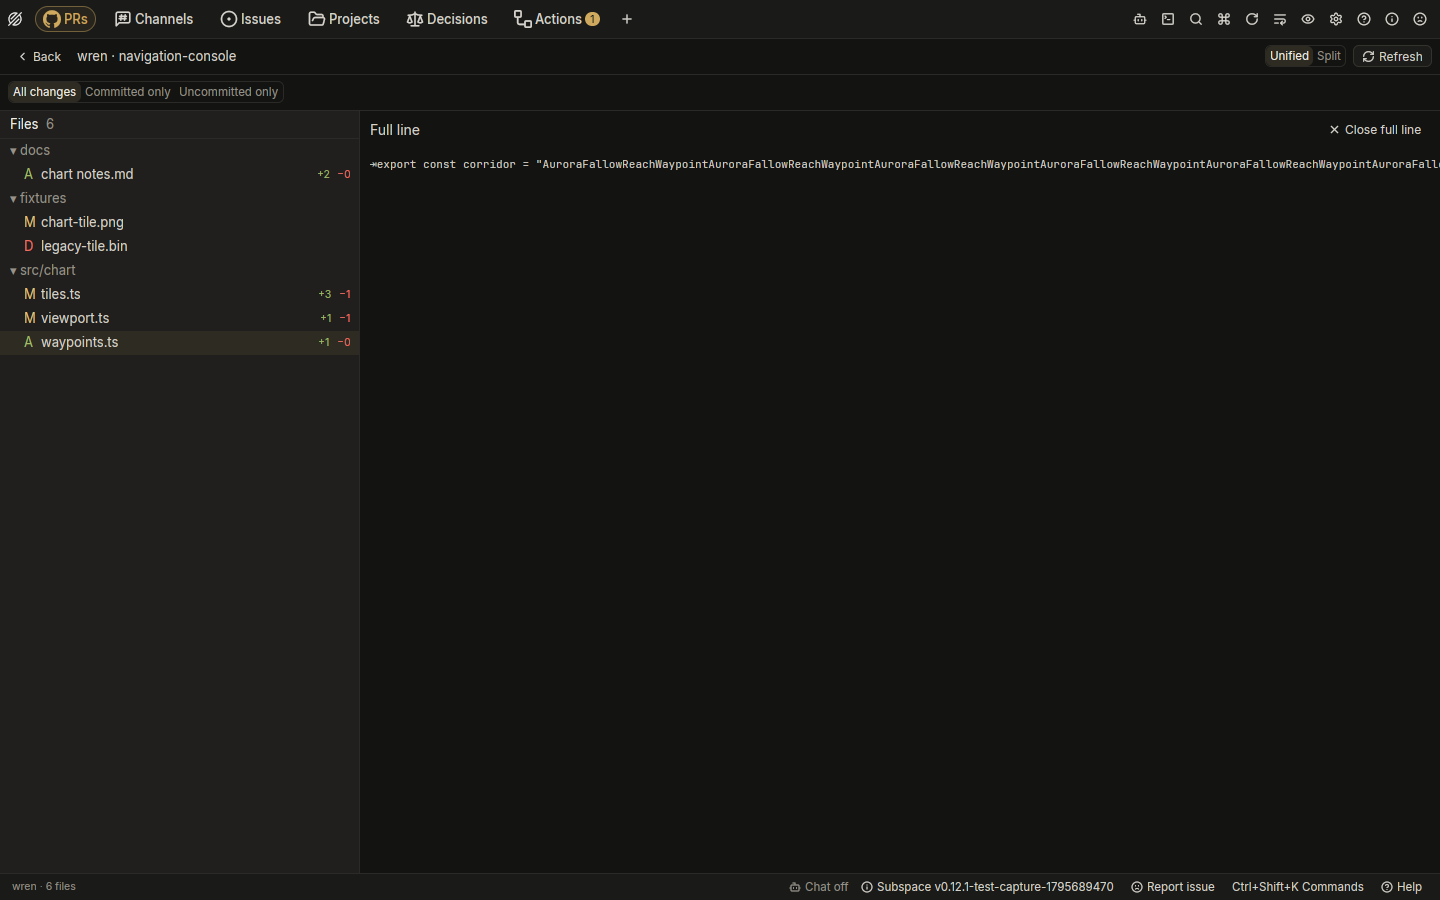 PRs Channels Issues Projects Decisions Actions 1
Back wren · navigation-console Unified Split Refresh
All changes Committed only Uncommitted only
Files 6
Full line Close full line
docs
export const corridor = "AuroraFallowReachWaypointAuroraFallowReachWaypointAuroraFallowReachWaypointAuroraFallowReachWaypointAuroraFallowReachWaypointAuroraFall
A chart notes.md +2 −0
fixtures
M chart-tile.png
D legacy-tile.bin
src/chart
M tiles.ts +3 −1
M viewport.ts +1 −1
A waypoints.ts +1 −0
wren · 6 files Chat off Subspace v0.12.1-test-capture-1795689470 Report issue Ctrl+Shift+K Commands Help